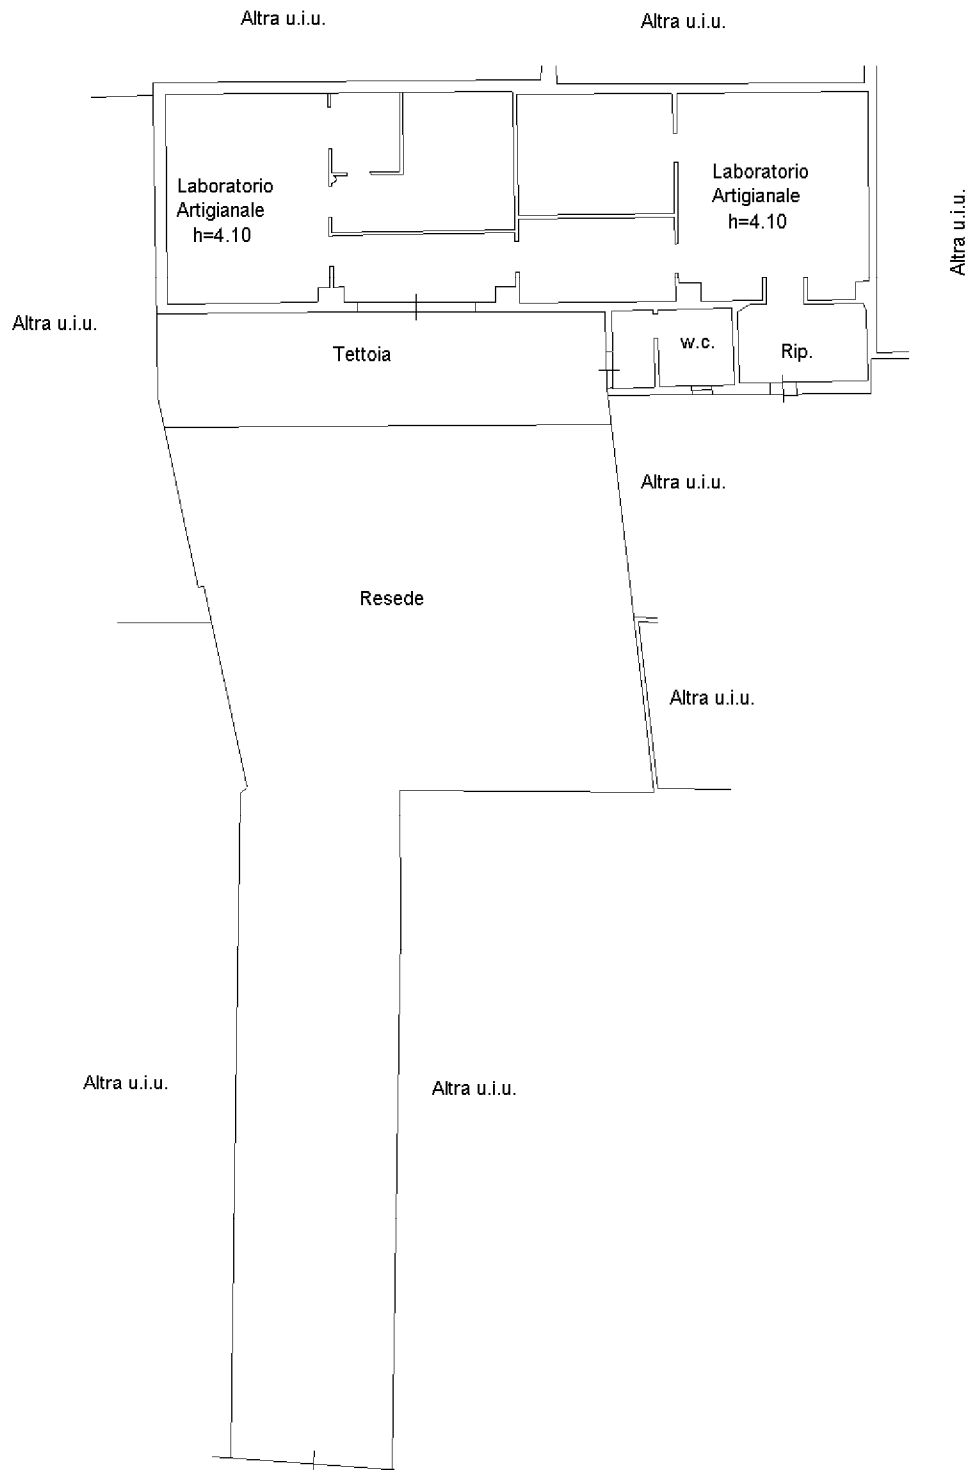 Altra u.i.u.
Altra u.i.u.
Laboratorio
Artigianale
h=4.10
Laboratorio
Artigianale
h=4.10
Altra u.i.u.
Altra u.i.u.
Tettoia
w.c.
Rip.
Altra u.i.u.
Resede
Altra u.i.u.
Altra u.i.u.
Altra u.i.u.